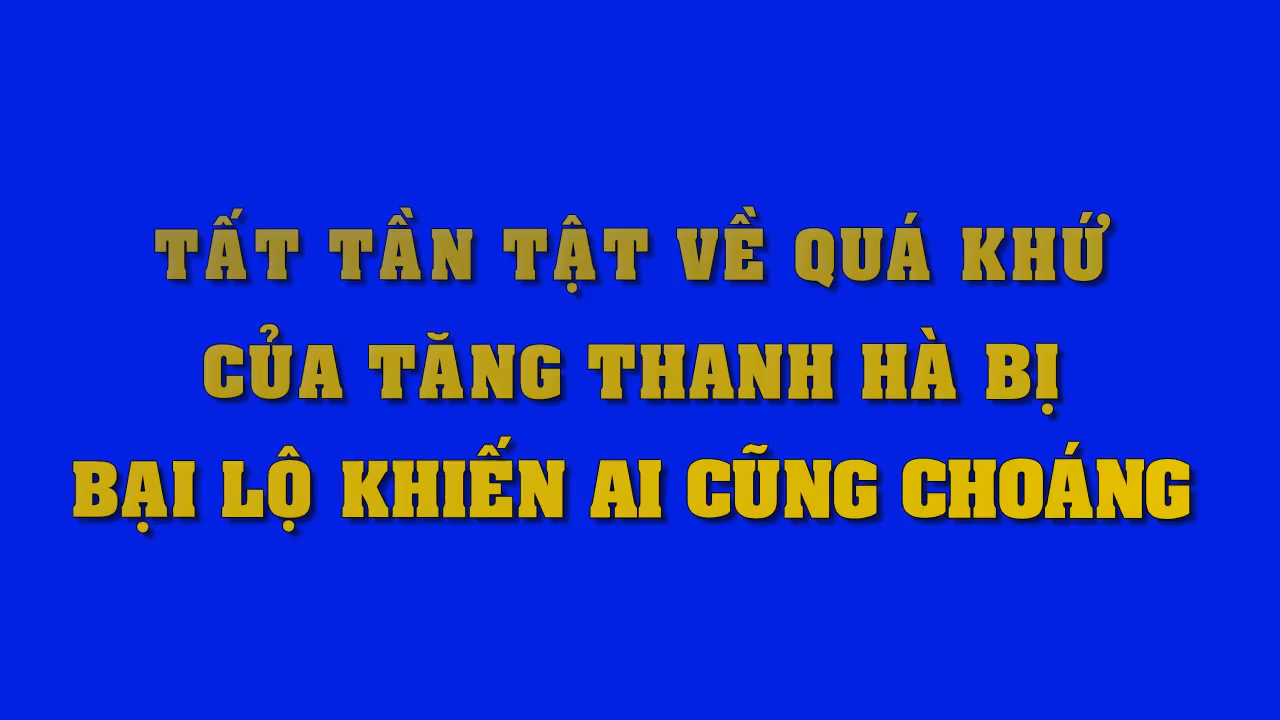 TẤT TẦN TẬT VỀ QUÁ KHỨ
CỦA TĂNG THANH HÀ BỊ
BẠI LỘ KHIẾN AI CŨNG CHOÁNG